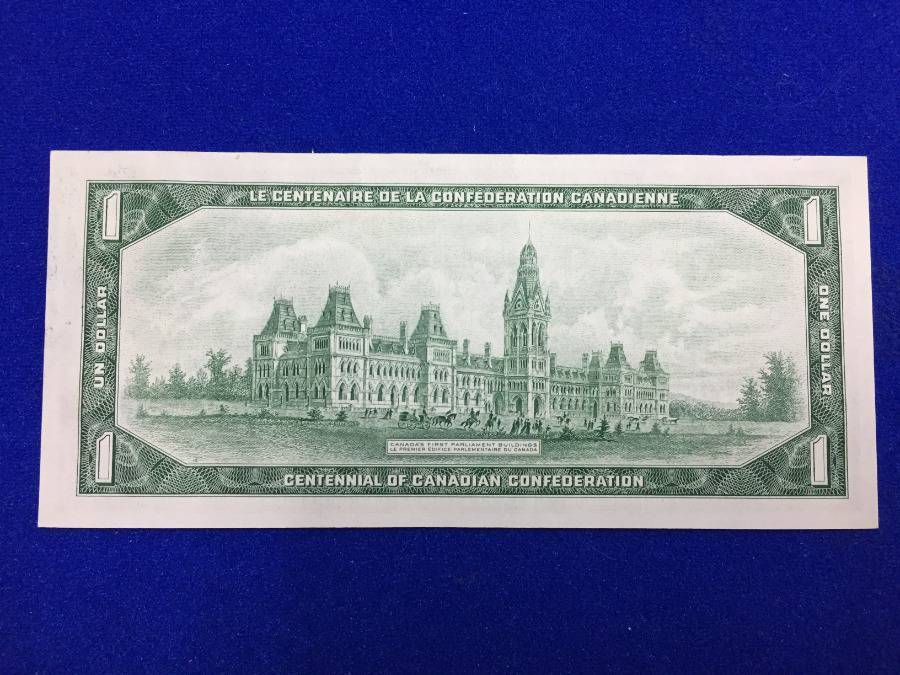 1
LE CENTENAIRE DE LA CONFÉDÉRATION CANADIENNE
1
UN DOLLAR
ONE DOLLAR
CANADA'S FIRST PARLIAMENT BUILDINGS
LE PREMIER ÉDIFICE PARLEMENTAIRE DU CANADA
1
CENTENNIAL OF CANADIAN CONFEDERATION
1